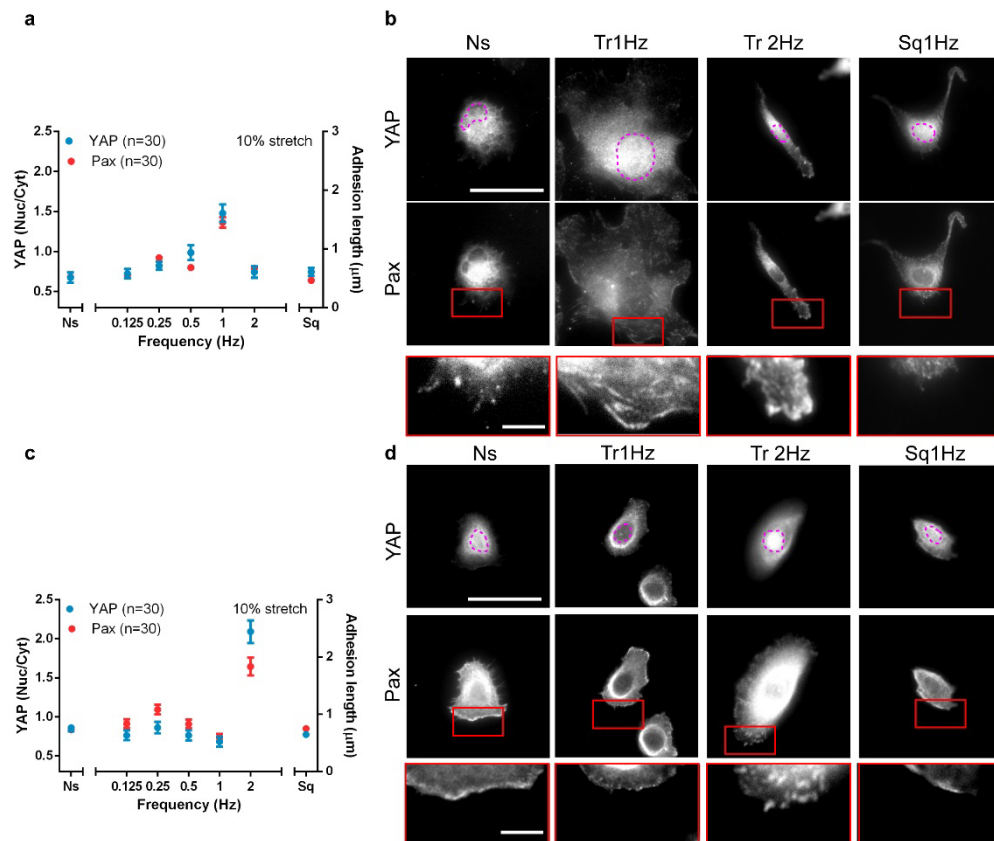 a
YAP (n=30)
Pax (n=30)
10% stretch
YAP (Nuc/Cyt)
2.5
2.0
1.5
1.0
0.5
3
2
1
0
Adhesion length (μm)
Ns
0.125
0.25
0.5
1
2
Sq
Frequency (Hz)
b
Ns
Tr1Hz
Tr 2Hz
Sq1Hz
YAP
Pax
c
YAP (n=30)
Pax (n=30)
10% stretch
YAP (Nuc/Cyt)
2.5
2.0
1.5
1.0
0.5
3
2
1
0
Adhesion length (μm)
Ns
0.125
0.25
0.5
1
2
Sq
Frequency (Hz)
d
Ns
Tr1Hz
Tr 2Hz
Sq1Hz
YAP
Pax